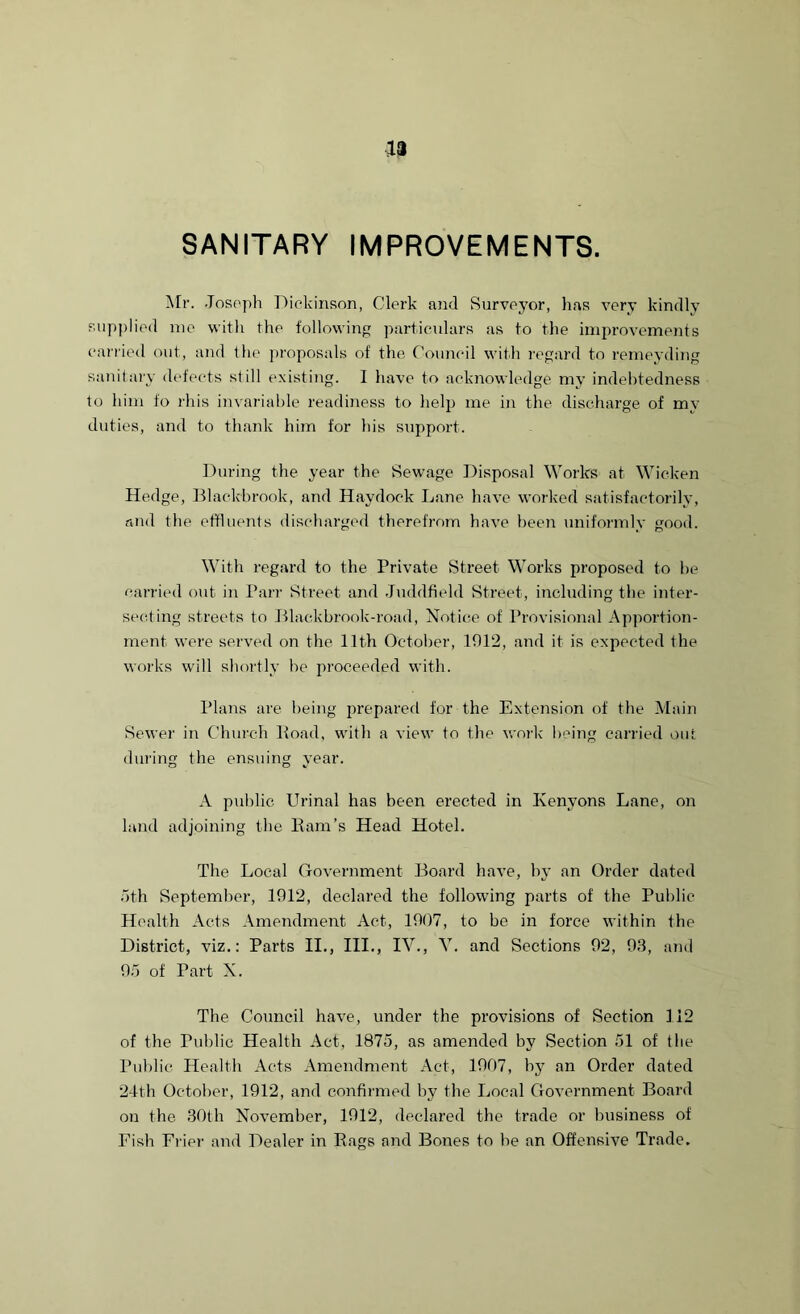 13
SANITARY IMPROVEMENTS.
Mr. Joseph Dickinson, Clerk and Surveyor, has very kindly
supplied me with the following particulars as to the improvements
carried out, and the proposals of the Council with regard to remeyding
sanitary defects still existing. I have to acknowledge my indebtedness
to him fo rhis invariable readiness to help me in the discharge of my
duties, and to thank him for his support.
During the year the Sewage Disposal Works at Wicken
Hedge, Blackbrook, and Haydock Lane have worked satisfactorily,
and the effluents discharged therefrom have been uniformly good.
With regard to the Private Street Works proposed to be
carried out in Parr Street and Juddfield Street, including the inter-
secting streets to Blackbrook-road, Notice of Provisional Apportion-
ment were served on the 11th October, 1912, and it is expected the
works will shortly be proceeded with.
Plans are being prepared for the Extension of the Main
Sewer in Church Road, with a view to the work being carried out
during the ensuing year.
A public Urinal has been erected in Kenyons Lane, on
land adjoining the Ram's Head Hotel.
The Local Government Board have, by an Order dated
5th September, 1912, declared the following parts of the Public
Health Acts Amendment Act, 1907, to be in force within the
District, viz.: Parts II., III., IV., V. and Sections 92, 93, and
95 of Part X.
The Council have, under the provisions of Section 112
of the Public Health Act, 1875, as amended by Section 51 of the
Public Health Acts Amendment Act, 1907, by an Order dated
24th October, 1912, and confirmed by the Local Government Board
on the 30th November, 1912, declared the trade or business of
Fish Frier and Dealer in Rags and Bones to be an Offensive Trade.